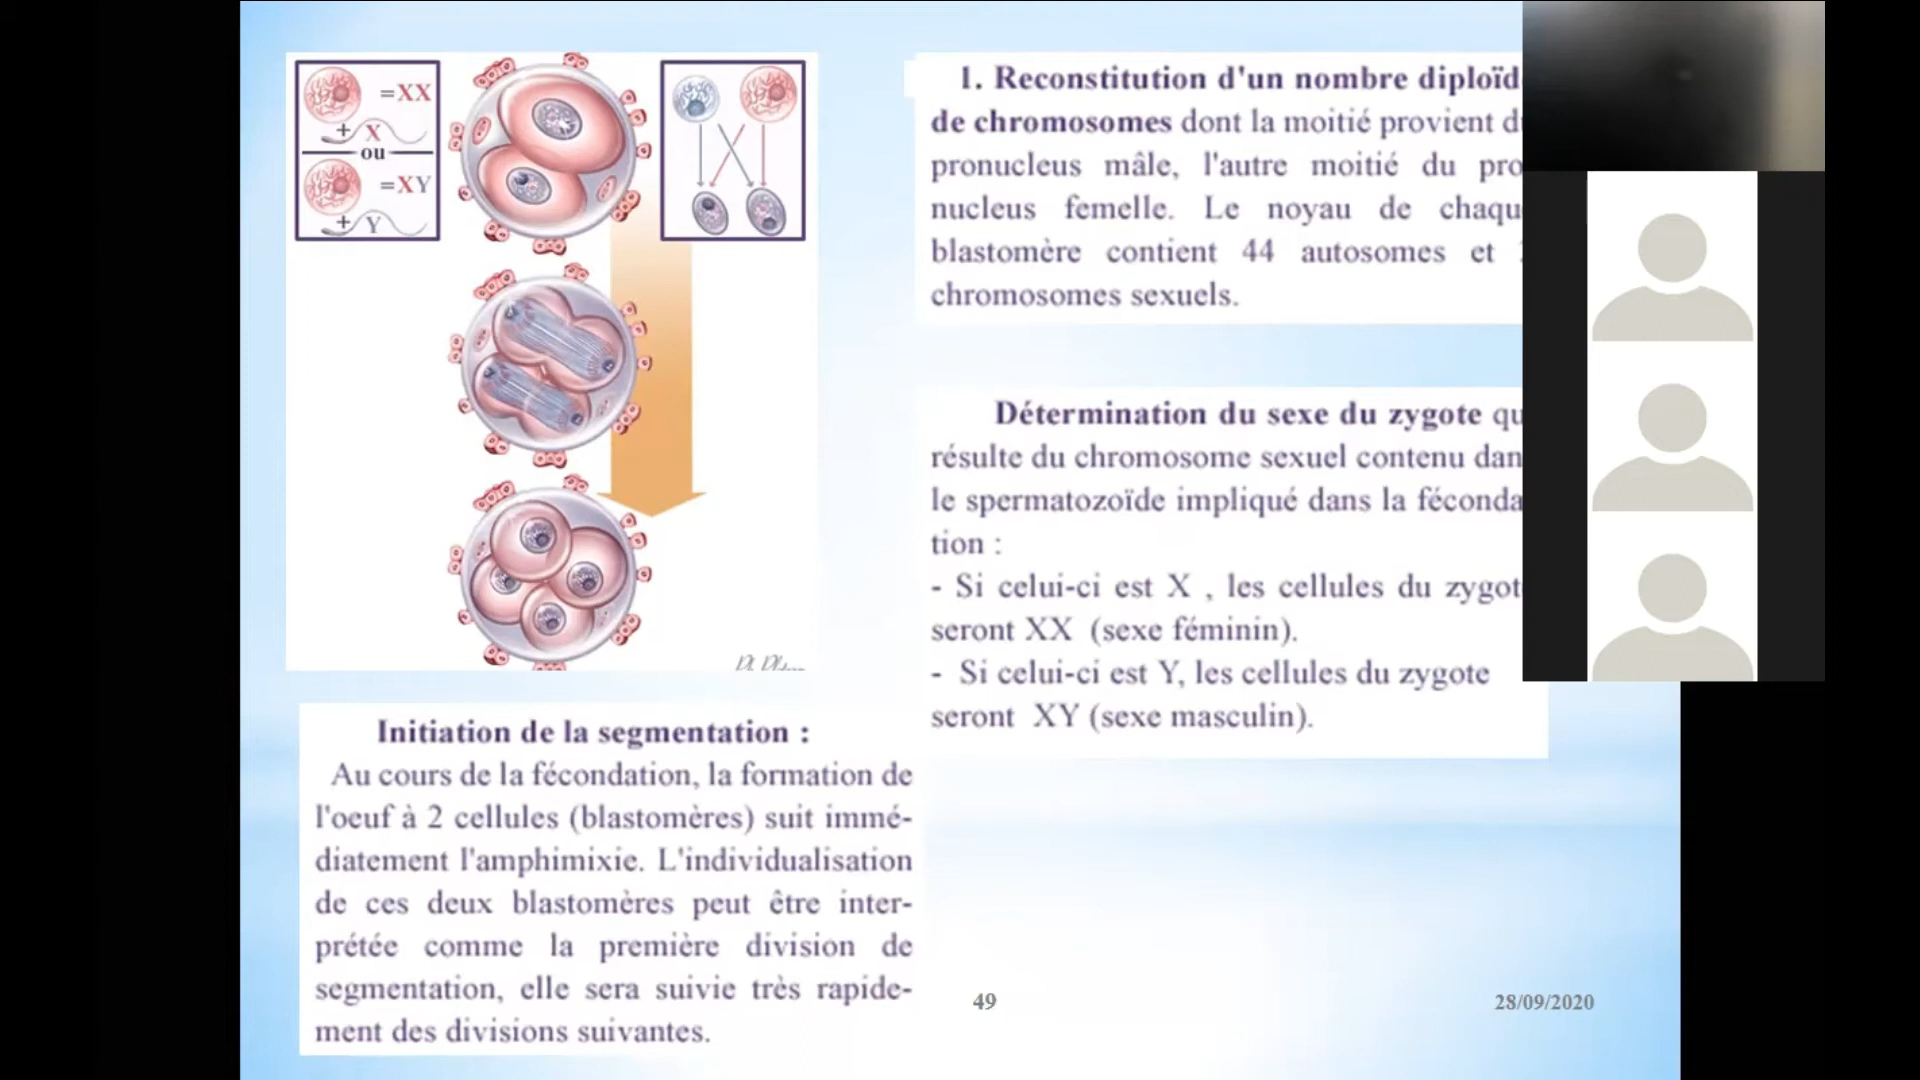 =XX
+ X
ou
=XY
+ Y
1. Reconstitution d'un nombre diploïd
de chromosomes dont la moitié provient d
pronucleus mâle, l'autre moitié du pro
nucleus femelle. Le noyau de chaqu
blastomère contient 44 autosomes et
chromosomes sexuels.
Détermination du sexe du zygote qu
résulte du chromosome sexuel contenu dan
le spermatozoïde impliqué dans la féconda
tion :
- Si celui-ci est X , les cellules du zygot
seront XX (sexe féminin).
- Si celui-ci est Y, les cellules du zygote
seront XY (sexe masculin).
Initiation de la segmentation :
Au cours de la fécondation, la formation de
l'oeuf à 2 cellules (blastomères) suit immé-
diatement l'amphimixie. L'individualisation
de ces deux blastomères peut être inter-
prétée comme la première division de
segmentation, elle sera suivie très rapide-
ment des divisions suivantes.
49
28/09/2020